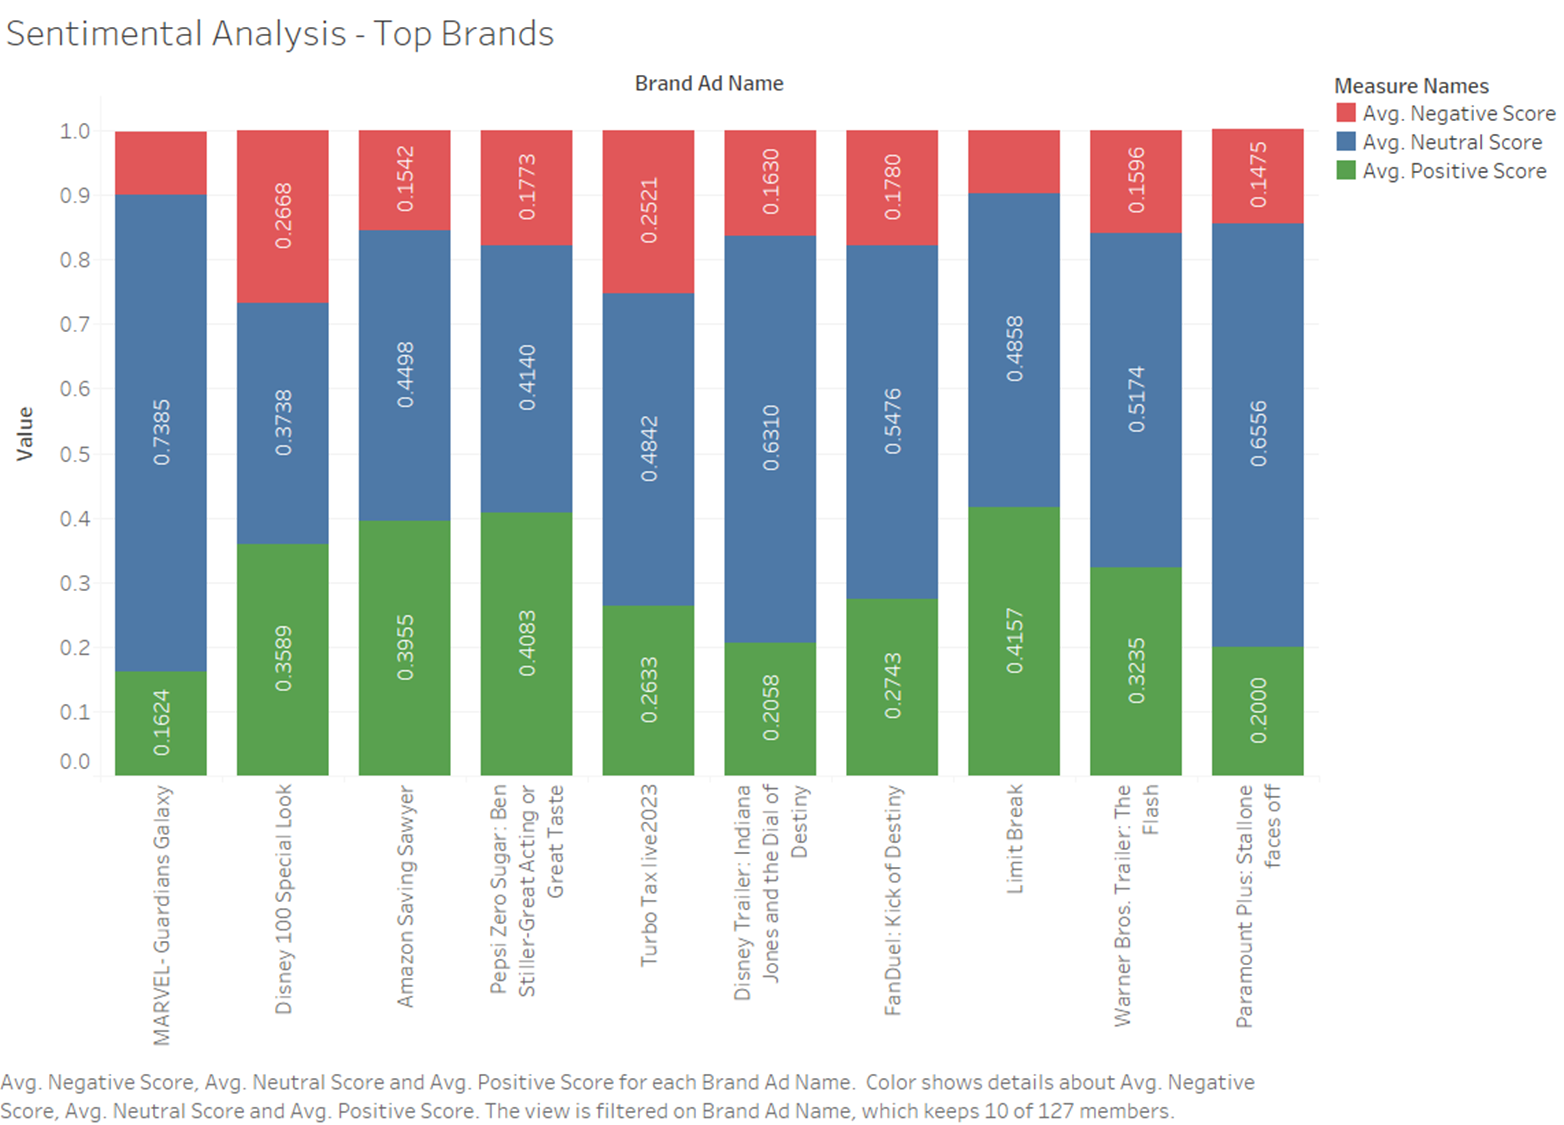 Sentimental Analysis - Top Brands
Brand Ad Name
Measure Names
Avg. Negative Score
Avg. Neutral Score
Avg. Positive Score
Value
1.0
0.9
0.8
0.7
0.6
0.5
0.4
0.3
0.2
0.1
0.0
0.7385
0.1624
0.2668
0.3738
0.3589
0.1542
0.4498
0.3955
0.1773
0.4140
0.4083
0.2521
0.4842
0.2633
0.1630
0.6310
0.2058
0.1780
0.5476
0.2743
0.4858
0.4157
0.1596
0.5174
0.3235
0.1475
0.6556
0.2000
MARVEL- Guardians Galaxy
Disney 100 Special Look
Amazon Saving Sawyer
Pepsi Zero Sugar: Ben
Stiller-Great Acting or
Great Taste
Turbo Tax live2023
Disney Trailer: Indiana
Jones and the Dial of
Destiny
FanDuel: Kick of Destiny
Limit Break
Warner Bros. Trailer: The
Flash
Paramount Plus: Stallone
faces off
Avg. Negative Score, Avg. Neutral Score and Avg. Positive Score for each Brand Ad Name.  Color shows details about Avg. Negative
Score, Avg. Neutral Score and Avg. Positive Score. The view is filtered on Brand Ad Name, which keeps 10 of 127 members.